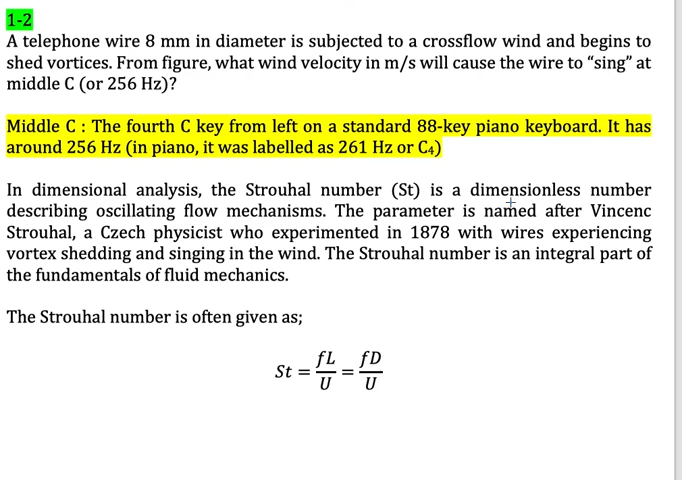 1-2
A telephone wire 8 mm in diameter is subjected to a crossflow wind and begins to
shed vortices. From figure, what wind velocity in m/s will cause the wire to “sing” at
middle C (or 256 Hz)?
Middle C : The fourth C key from left on a standard 88-key piano keyboard. It has
around 256 Hz (in piano, it was labelled as 261 Hz or C₄)
In dimensional analysis, the Strouhal number (St) is a dimensionless number
describing oscillating flow mechanisms. The parameter is named after Vincenc
Strouhal, a Czech physicist who experimented in 1878 with wires experiencing
vortex shedding and singing in the wind. The Strouhal number is an integral part of
the fundamentals of fluid mechanics.
The Strouhal number is often given as;
St = fL/U = fD/U